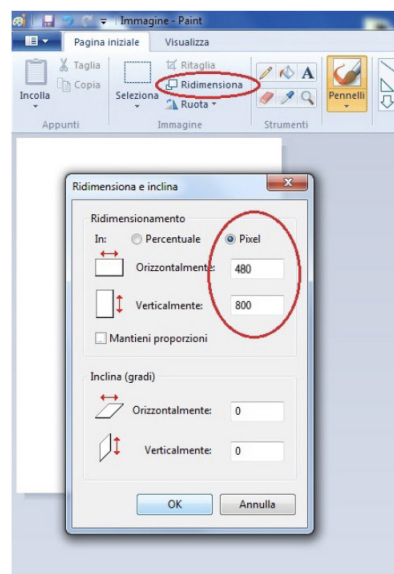 Immagine - Paint
Pagina iniziale Visualizza
Incolla
Taglia
Copia
Appunti
Seleziona
Ritaglia
Ridimensiona
Ruota
Immagine
A
Strumenti
Pennelli
Ridimensiona e inclina
Ridimensionamento
In: Percentuale Pixel
Orizzontalmente: 480
Verticalmente: 800
Mantieni proporzioni
Inclina (gradi)
Orizzontalmente: 0
Verticalmente: 0
OK Annulla